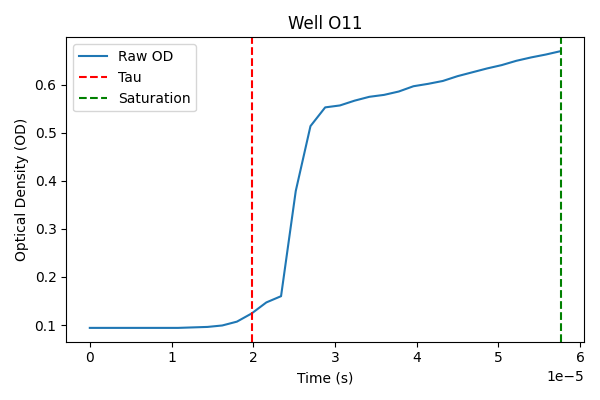 Well O11
Raw OD
Tau
Saturation
Optical Density (OD)
0.6
0.5
0.4
0.3
0.2
0.1
0 1 2 3 4 5 6
1e−5
Time (s)